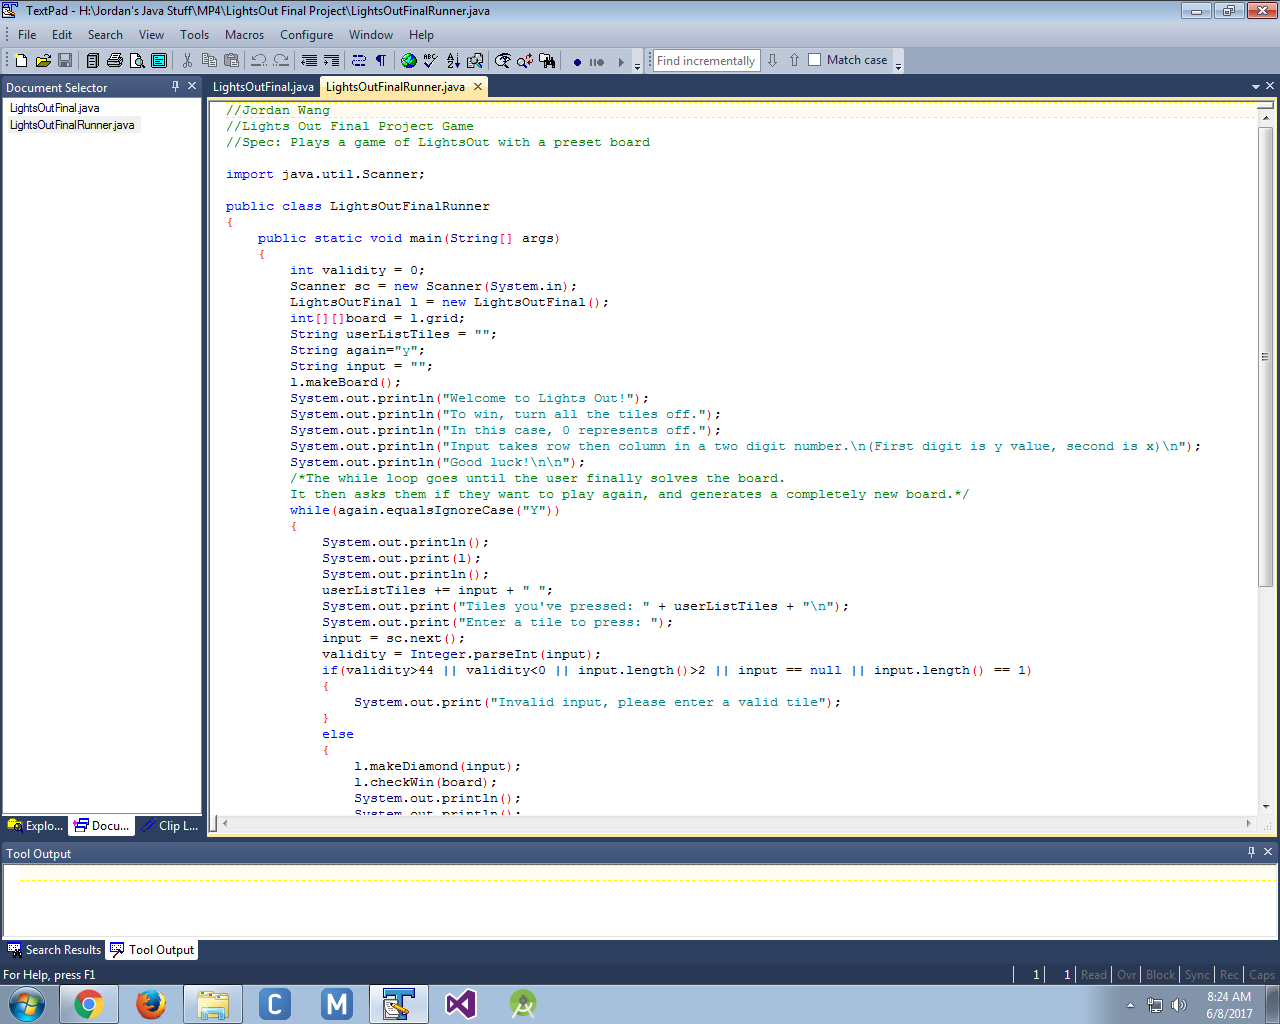 TextPad - H:\Jordan's Java Stuff\MP4\LightsOut Final Project\LightsOutFinalRunner.java
File Edit Search View Tools Macros Configure Window Help
Find incrementally Match case
Document Selector
LightsOutFinal.java
LightsOutFinalRunner.java
LightsOutFinal.java LightsOutFinalRunner.java
//Jordan Wang
//Lights Out Final Project Game
//Spec: Plays a game of LightsOut with a preset board
import java.util.Scanner;
public class LightsOutFinalRunner
{
public static void main(String[] args)
{
int validity = 0;
Scanner sc = new Scanner(System.in);
LightsOutFinal l = new LightsOutFinal();
int[][]board = l.grid;
String userListTiles = "";
String again="y";
String input = "";
l.makeBoard();
System.out.println("Welcome to Lights Out!");
System.out.println("To win, turn all the tiles off.");
System.out.println("In this case, 0 represents off.");
System.out.println("Input takes row then column in a two digit number.\n(First digit is y value, second is x)\n");
System.out.println("Good luck!\n\n");
/*The while loop goes until the user finally solves the board.
It then asks them if they want to play again, and generates a completely new board.*/
while(again.equalsIgnoreCase("Y"))
{
System.out.println();
System.out.print(l);
System.out.println();
userListTiles += input + " ";
System.out.print("Tiles you've pressed: " + userListTiles + "\n");
System.out.print("Enter a tile to press: ");
input = sc.next();
validity = Integer.parseInt(input);
if(validity>44 || validity<0 || input.length()>2 || input == null || input.length() == 1)
{
System.out.print("Invalid input, please enter a valid tile");
}
else
{
l.makeDiamond(input);
l.checkWin(board);
System.out.println();
System.out.println();
Explo... Docu... Clip L...
Tool Output
Search Results Tool Output
For Help, press F1 1 1 Read Ovr Block Sync Rec Caps
C M
8:24 AM
6/8/2017